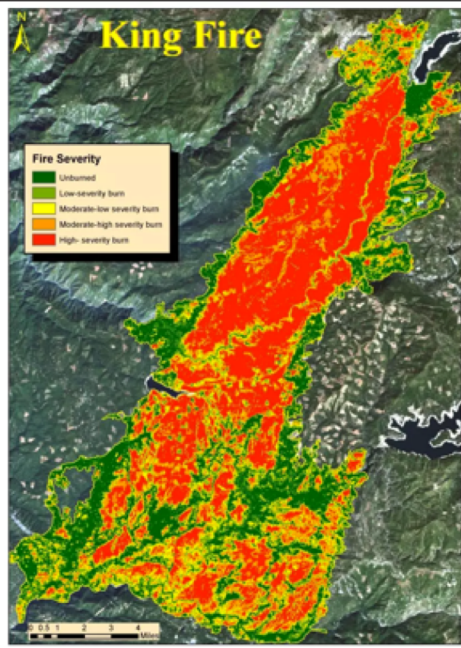 N
King Fire
Fire Severity
Unburned
Low-severity burn
Moderate-low severity burn
Moderate-high severity burn
High- severity burn
0 0.5 1 2 3 4
Miles